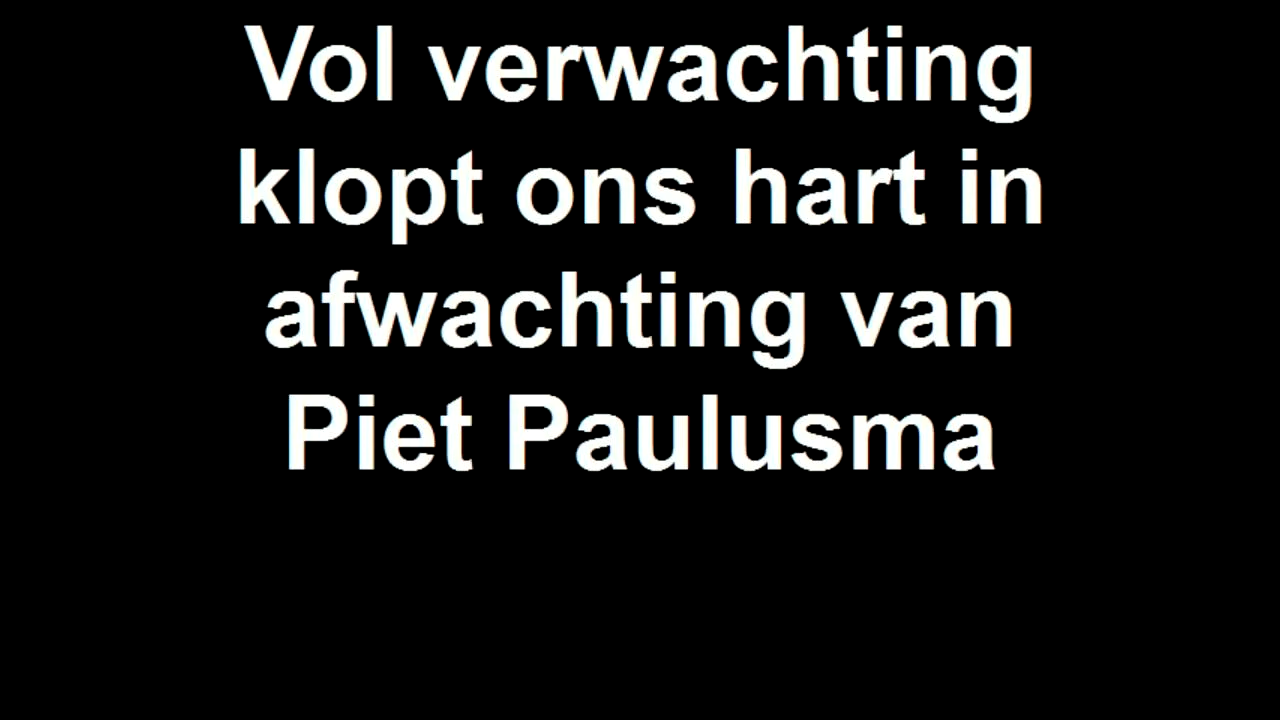 Vol verwachting
klopt ons hart in
afwachting van
Piet Paulusma